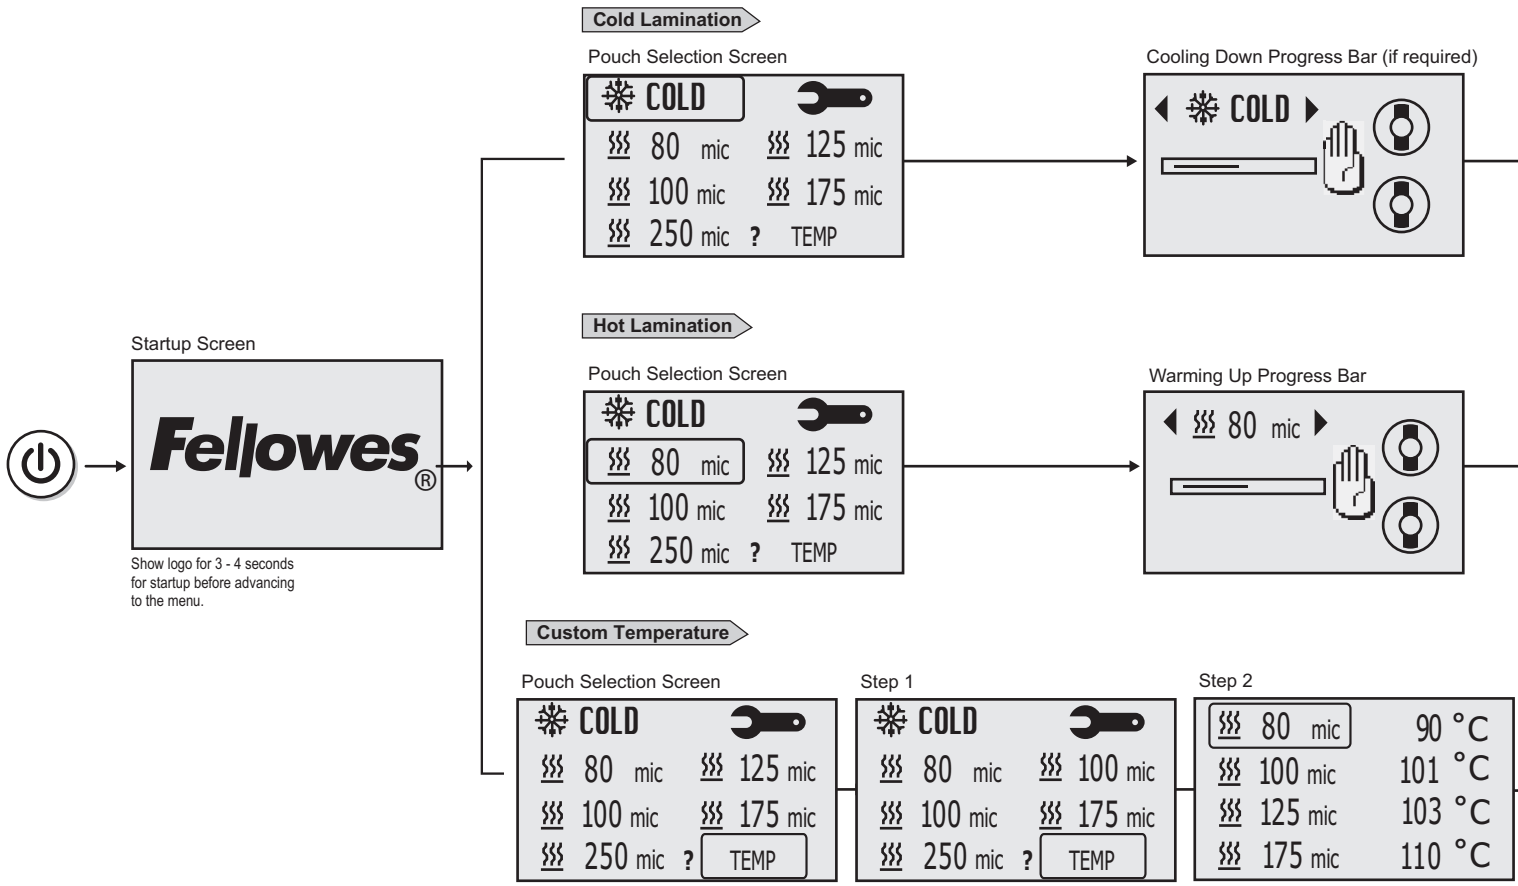 Cold Lamination
Pouch Selection Screen
COLD
80 mic
125 mic
100 mic
175 mic
250 mic
? TEMP
Cooling Down Progress Bar (if required)
COLD
Startup Screen
Fellowes®
Show logo for 3 - 4 seconds
for startup before advancing
to the menu.
Hot Lamination
Pouch Selection Screen
COLD
80 mic
125 mic
100 mic
175 mic
250 mic
? TEMP
Warming Up Progress Bar
80 mic
Custom Temperature
Pouch Selection Screen
COLD
80 mic
125 mic
100 mic
175 mic
250 mic
? TEMP
Step 1
COLD
80 mic
100 mic
100 mic
175 mic
250 mic
? TEMP
Step 2
80 mic 90 °C
100 mic 101 °C
125 mic 103 °C
175 mic 110 °C